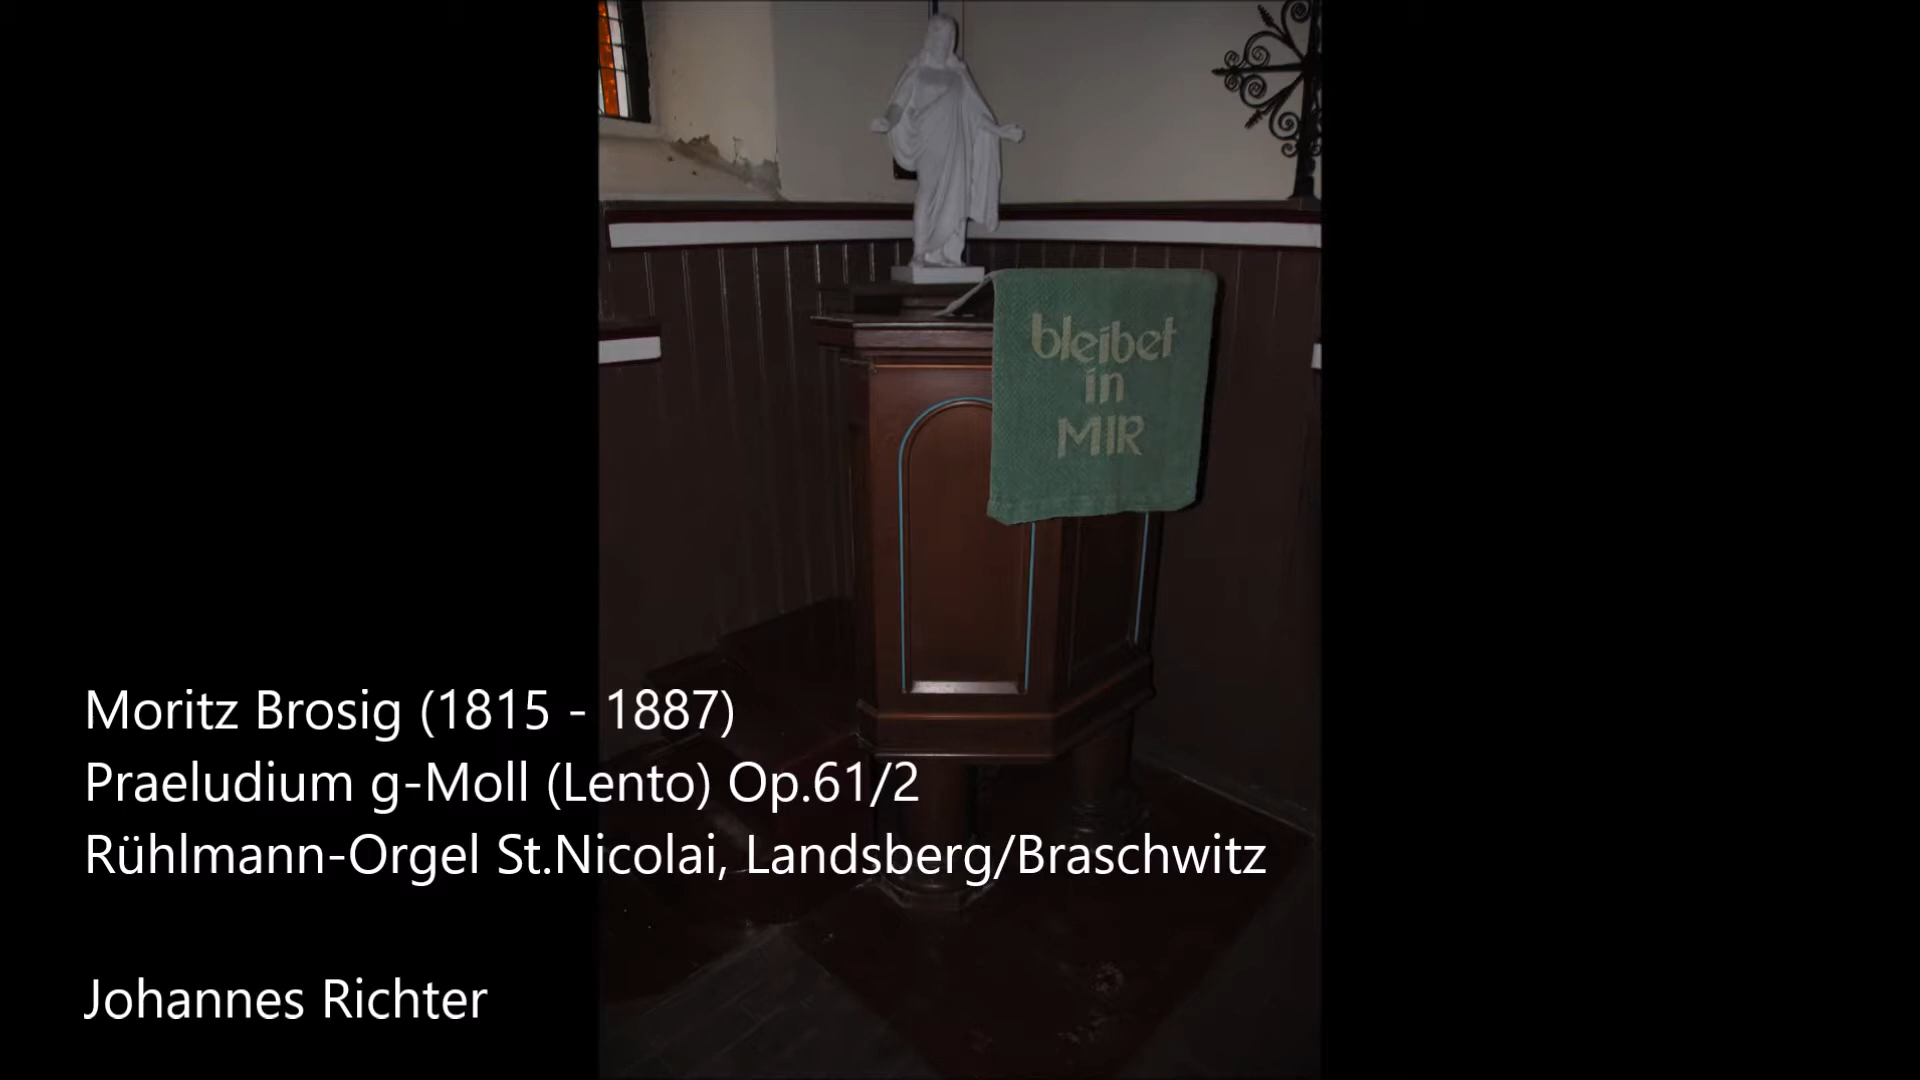 bleibet
in
MIR
Moritz Brosig (1815 - 1887)
Praeludium g-Moll (Lento) Op.61/2
Rühlmann-Orgel St.Nicolai, Landsberg/Braschwitz
Johannes Richter